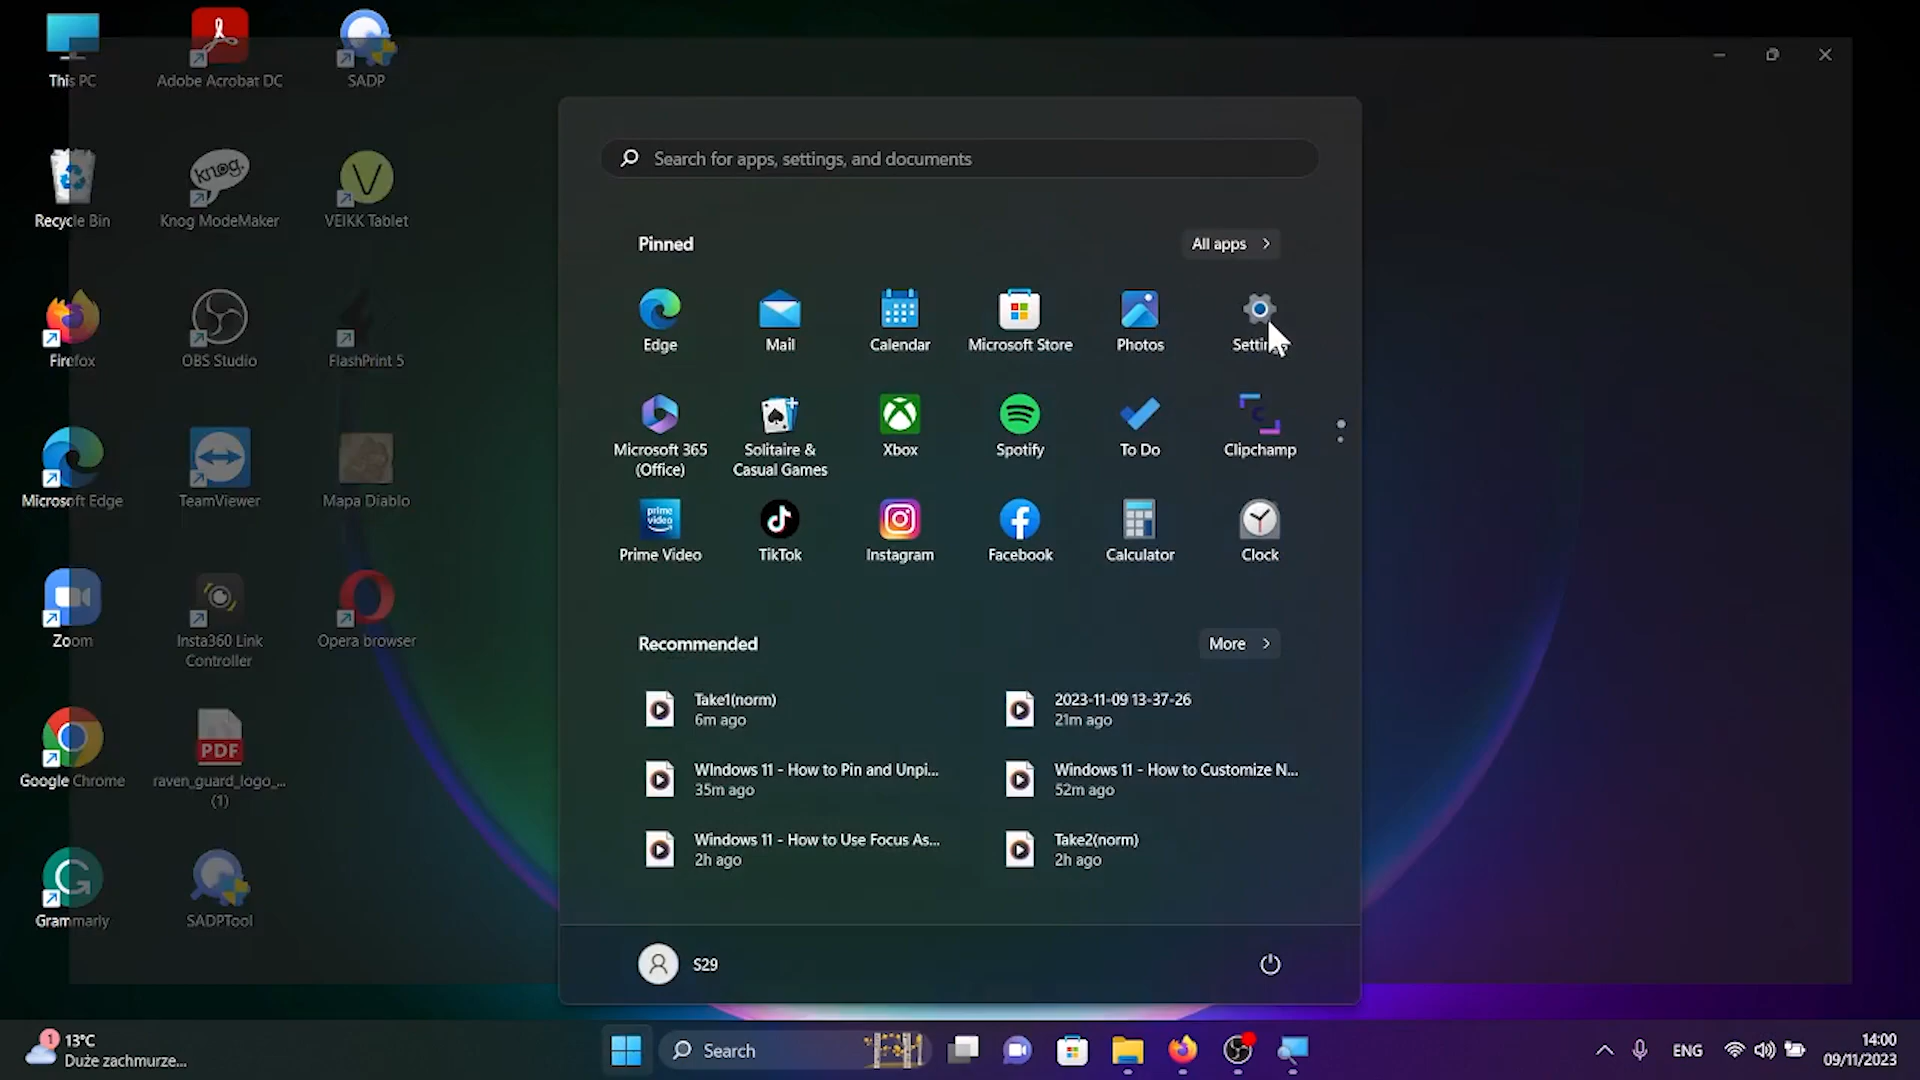 This PC
Adobe Acrobat DC
SADP
Recycle Bin
knog.
Knog ModeMaker
V
VEIKK Tablet
Firefox
OBS Studio
FlashPrint 5
Microsoft Edge
TeamViewer
Mapa Diablo
Zoom
Insta360 Link
Controller
Opera browser
Google Chrome
PDF
raven_guard_logo_...
(1)
Grammarly
SADPTool
Search for apps, settings, and documents
Pinned
All apps
Edge
Mail
Calendar
Microsoft Store
Photos
Microsoft 365
(Office)
Solitaire &
Casual Games
Xbox
Spotify
To Do
Clipchamp
prime
video
Prime Video
TikTok
Instagram
Facebook
Calculator
Clock
Recommended
More
Take1(norm)
6m ago
2023-11-09 13-37-26
21m ago
WIndows 11 - How to Pin and Unpi...
35m ago
Windows 11 - How to Customize N...
52m ago
Windows 11 - How to Use Focus As...
2h ago
Take2(norm)
2h ago
S29
1
13°C
Duże zachmurze...
Search
ENG
14:00
09/11/2023